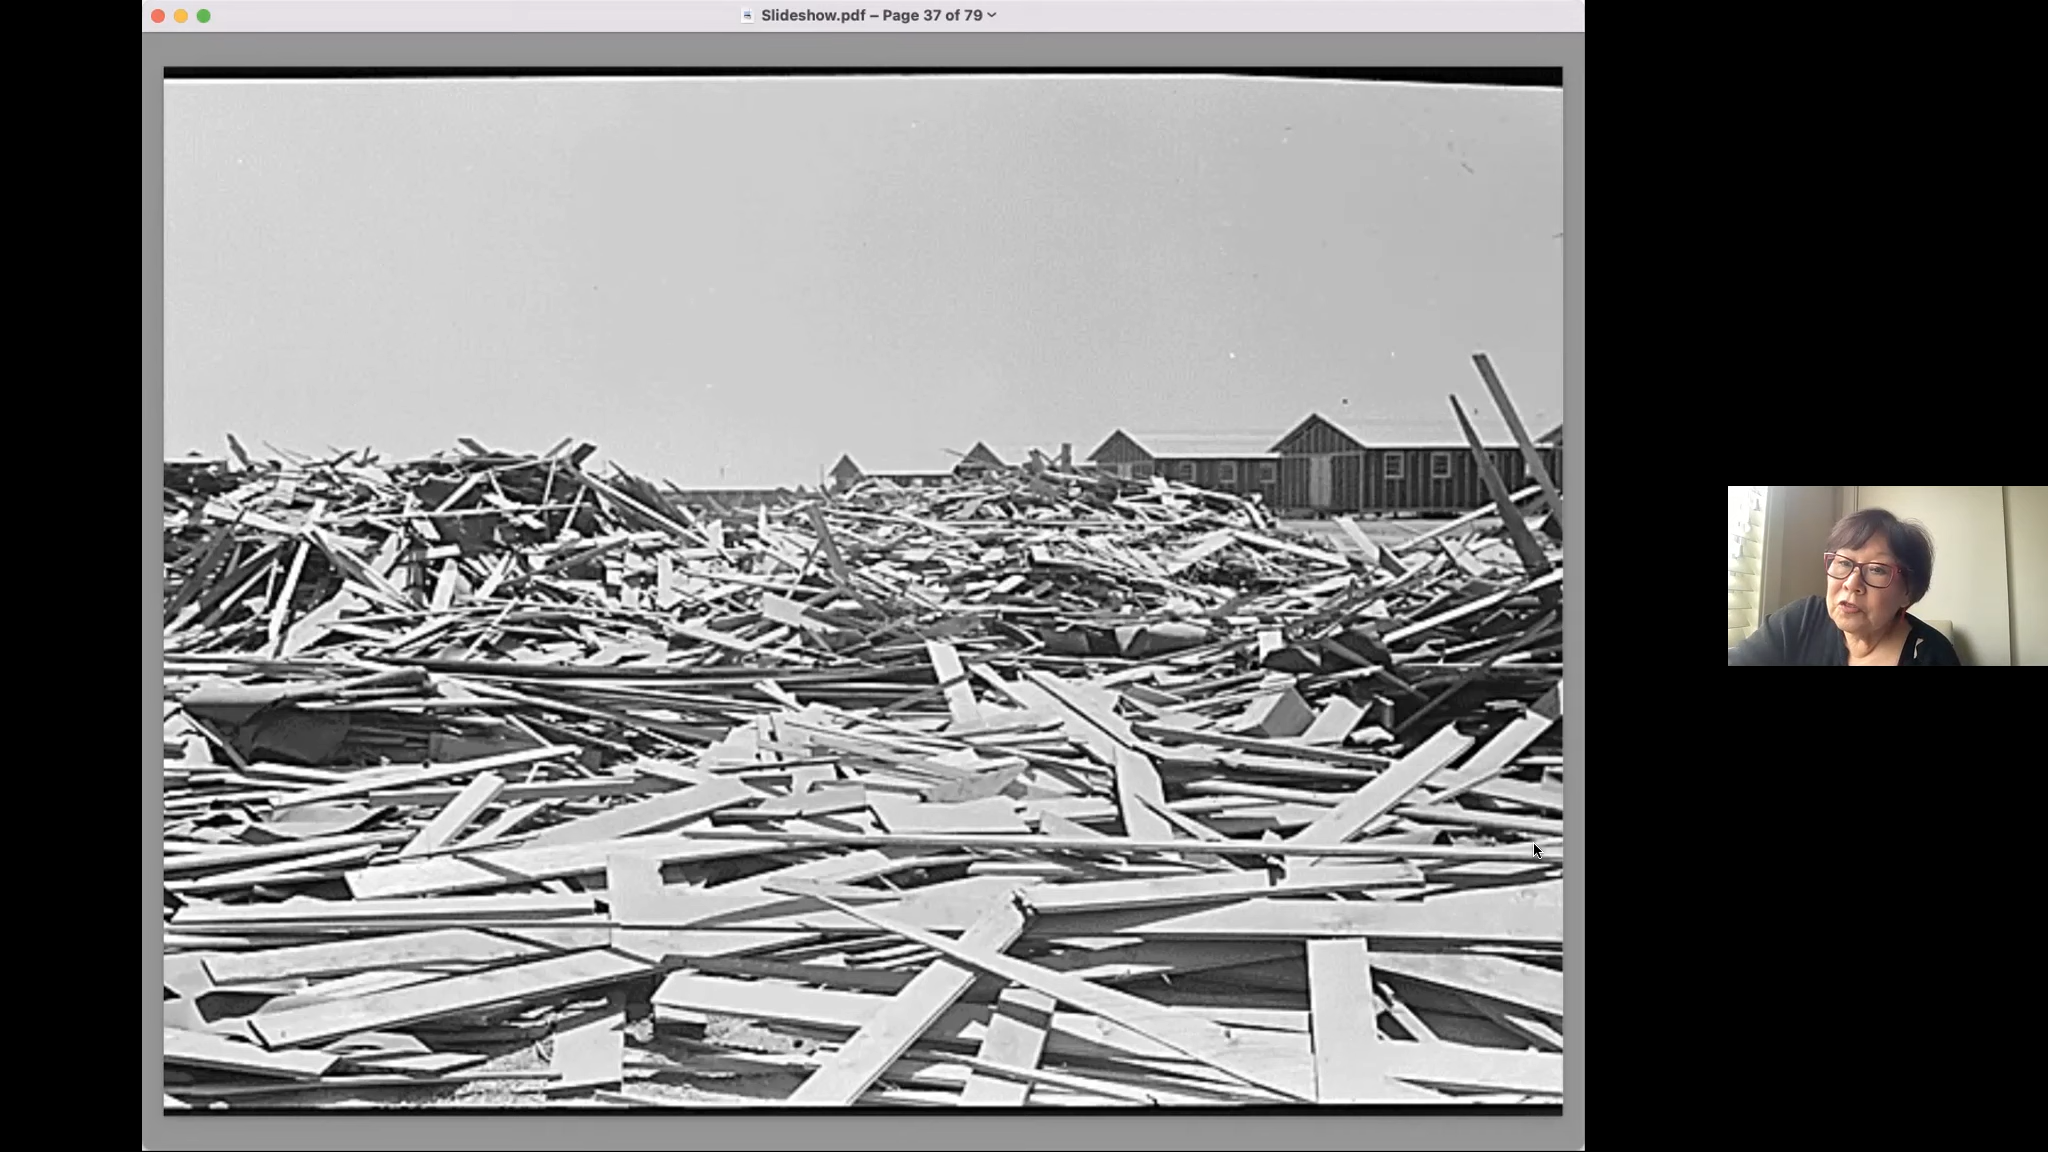 Slideshow.pdf – Page 37 of 79